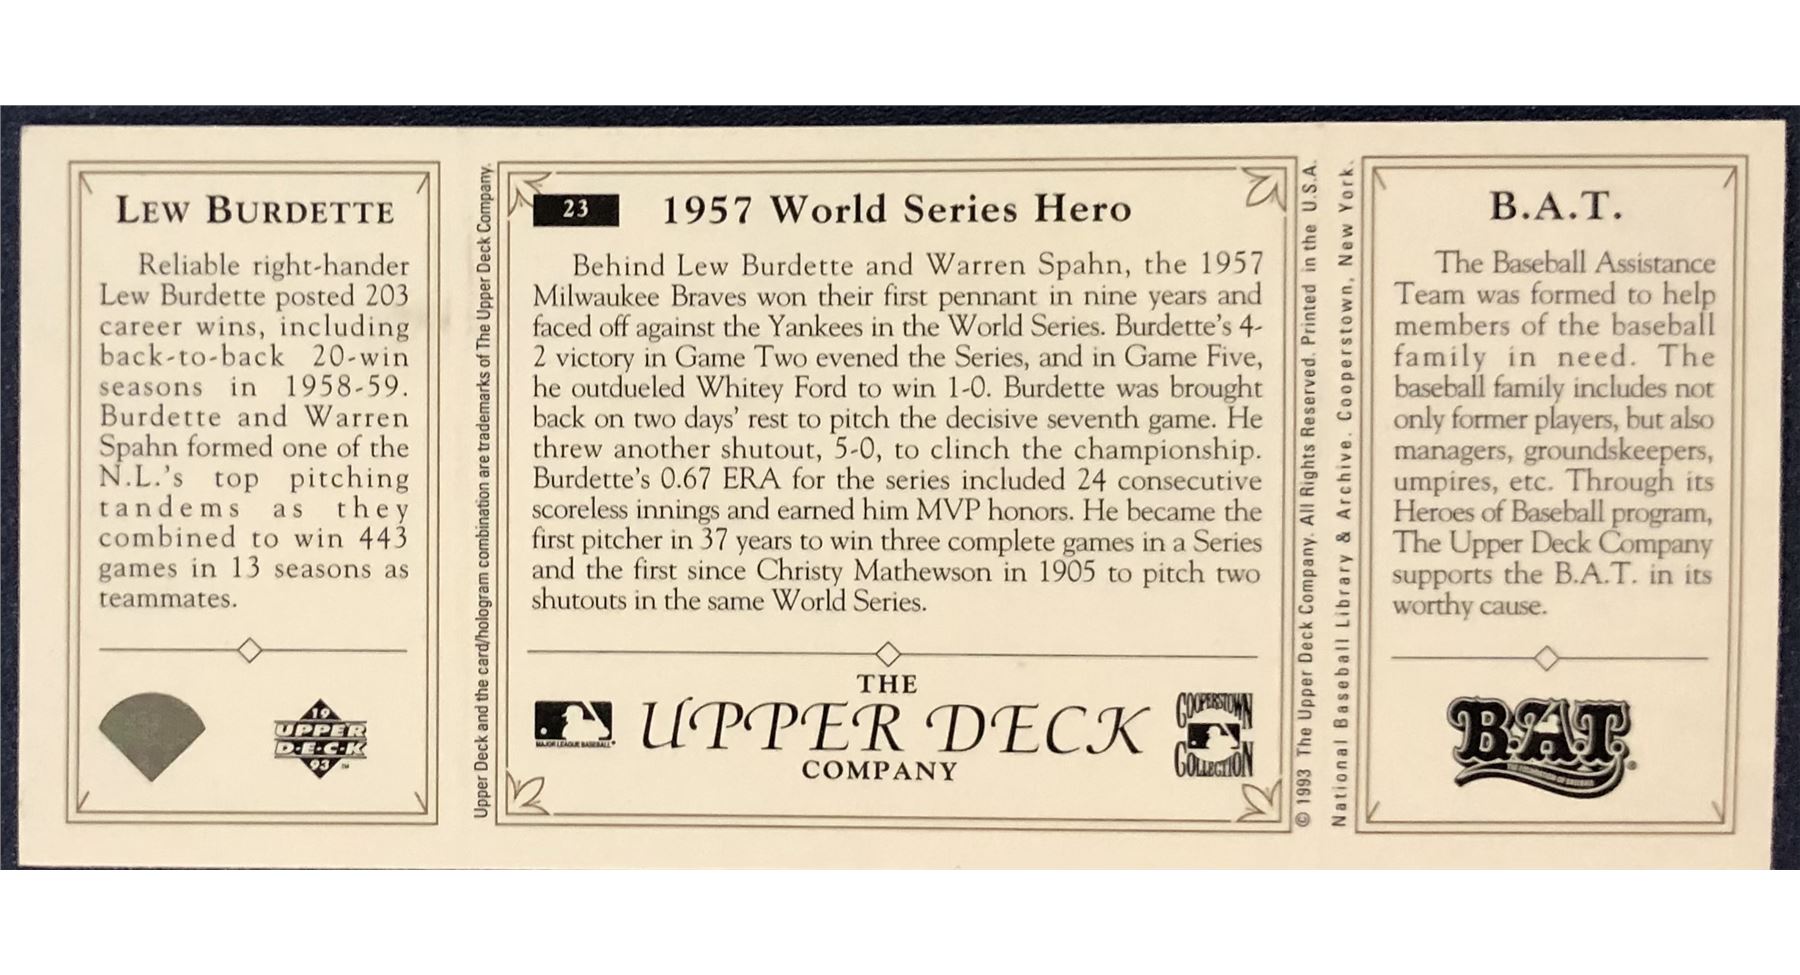 LEW BURDETTE
Reliable right-hander
Lew Burdette posted 203
career wins, including
back-to-back 20-win
seasons in 1958-59.
Burdette and Warren
Spahn formed one of the
N.L.'s top pitching
tandems as they
combined to win 443
games in 13 seasons as
teammates.
19
UPPER
D·E·C·K
93 ™
Upper Deck and the card/hologram combination are trademarks of The Upper Deck Company.
23 1957 World Series Hero
Behind Lew Burdette and Warren Spahn, the 1957
Milwaukee Braves won their first pennant in nine years and
faced off against the Yankees in the World Series. Burdette's 4-
2 victory in Game Two evened the Series, and in Game Five,
he outdueled Whitey Ford to win 1-0. Burdette was brought
back on two days' rest to pitch the decisive seventh game. He
threw another shutout, 5-0, to clinch the championship.
Burdette's 0.67 ERA for the series included 24 consecutive
scoreless innings and earned him MVP honors. He became the
first pitcher in 37 years to win three complete games in a Series
and the first since Christy Mathewson in 1905 to pitch two
shutouts in the same World Series.
MAJOR LEAGUE BASEBALL
THE
UPPER DECK
COMPANY
COOPERSTOWN
COLLECTION
© 1993 The Upper Deck Company. All Rights Reserved. Printed in the U.S.A.
National Baseball Library & Archive, Cooperstown, New York.
B.A.T.
The Baseball Assistance
Team was formed to help
members of the baseball
family in need. The
baseball family includes not
only former players, but also
managers, groundskeepers,
umpires, etc. Through its
Heroes of Baseball program,
The Upper Deck Company
supports the B.A.T. in its
worthy cause.
B.A.T. ®